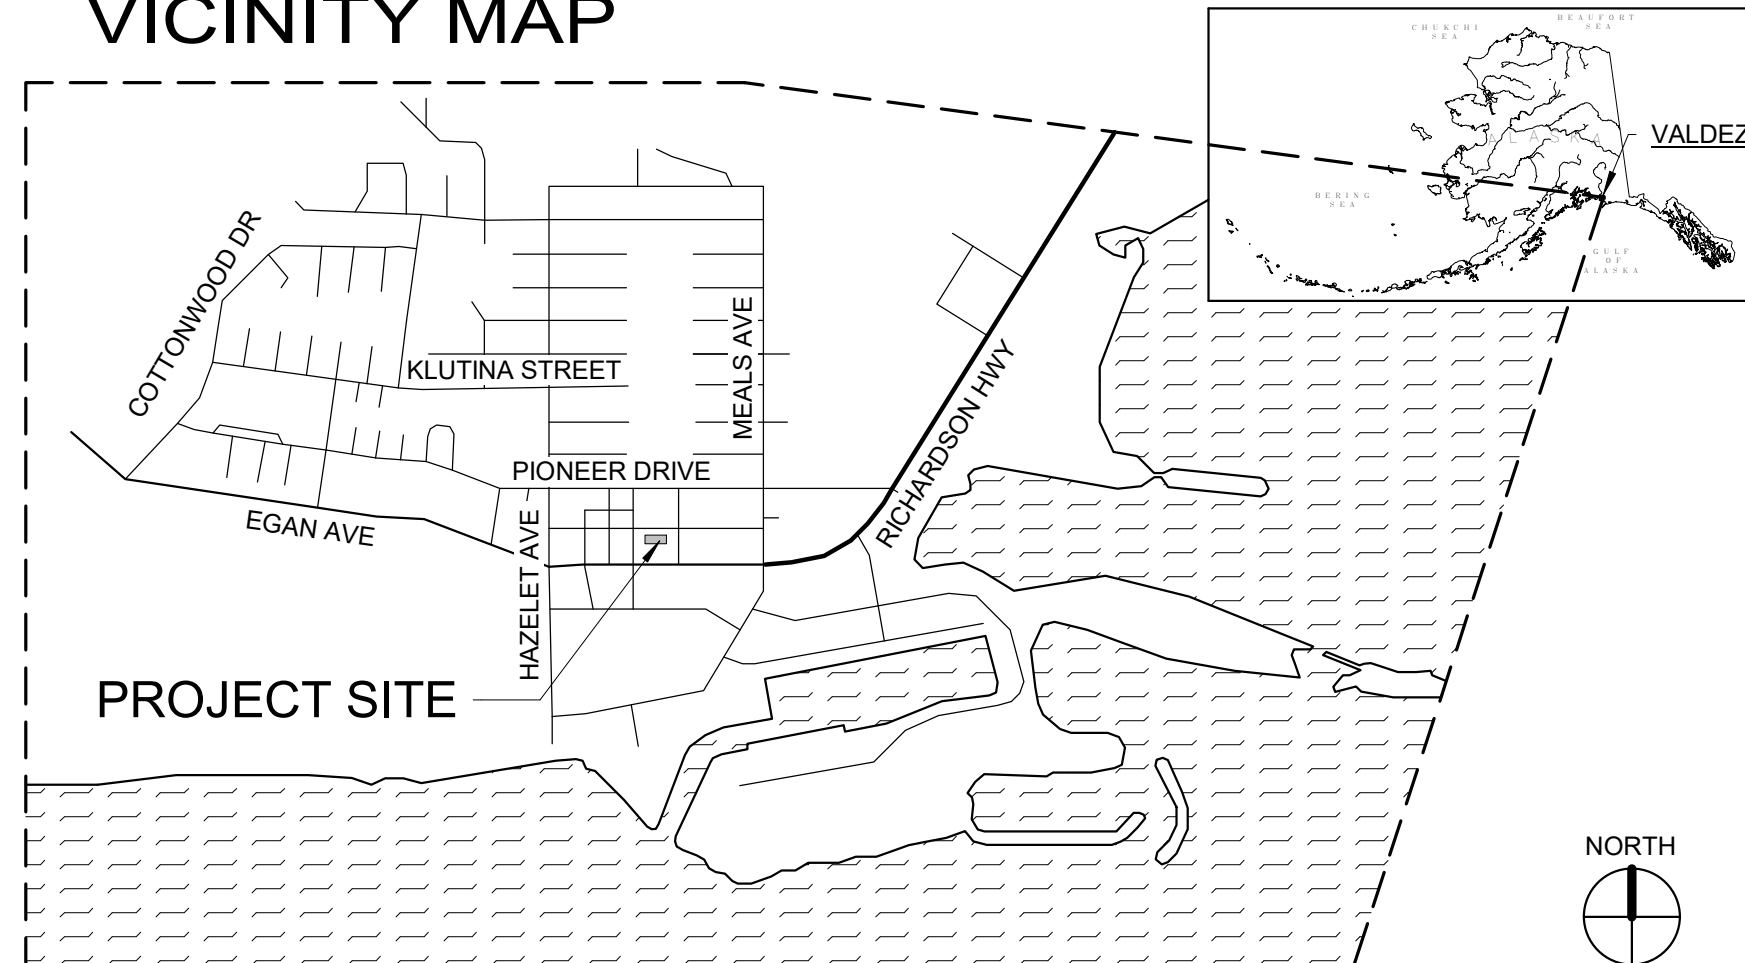 VICINITY MAP
CHUKCHI
SEA
BEAUFORT
SEA
ALASKA
VALDEZ
BERING
SEA
GULF
OF
ALASKA
COTTONWOOD DR
MEALS AVE
KLUTINA STREET
RICHARDSON HWY
PIONEER DRIVE
EGAN AVE
HAZELET AVE
PROJECT SITE
NORTH